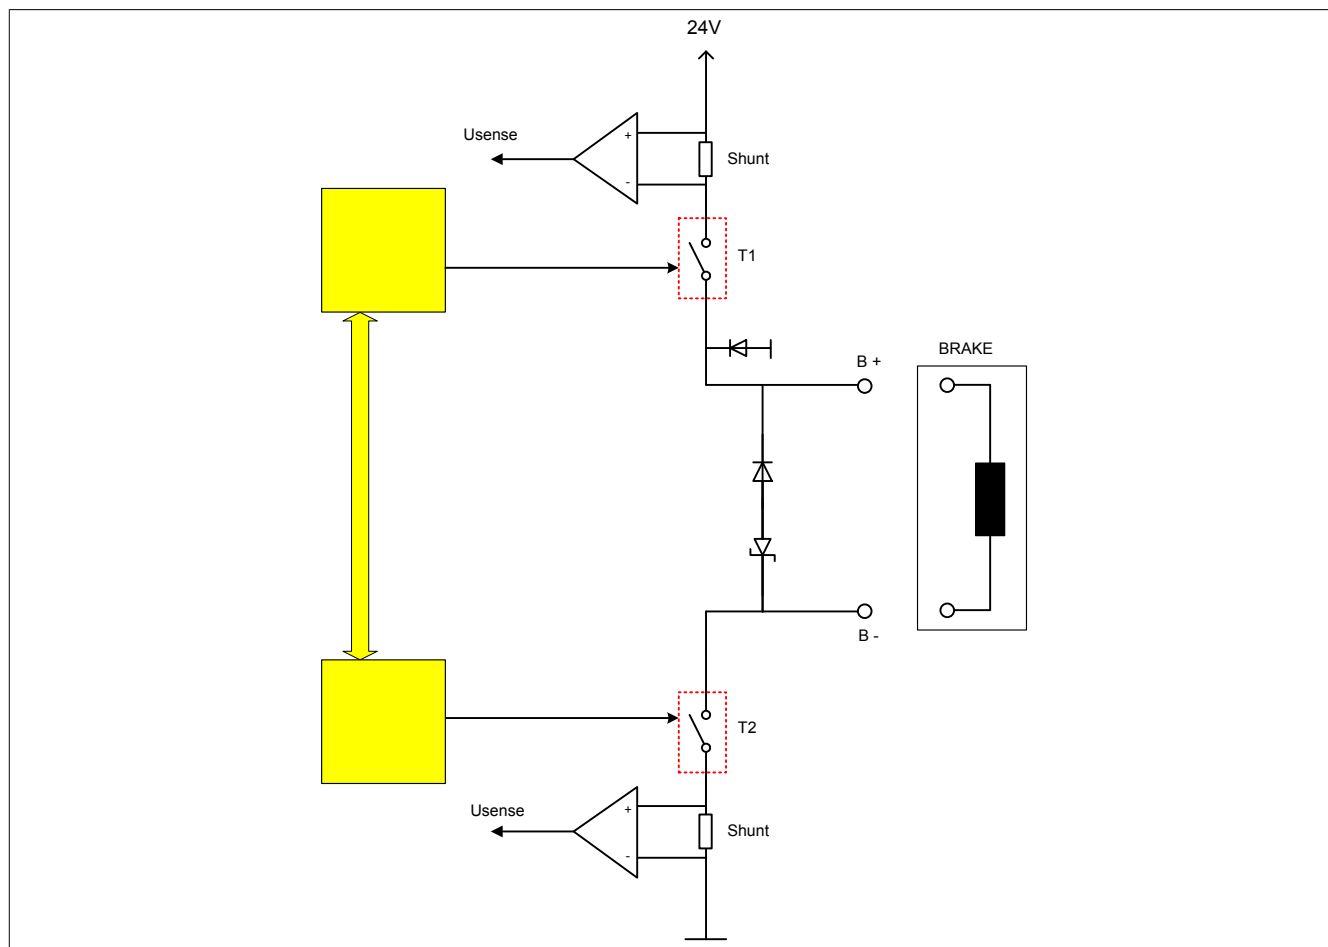 24V
Usense
+
-
Shunt
T1
BRAKE
B +
B -
T2
Usense
+
-
Shunt